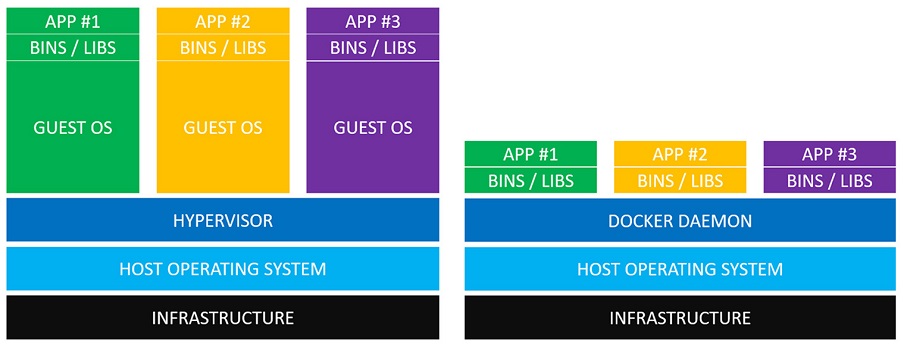 APP #1
BINS / LIBS
GUEST OS
APP #2
BINS / LIBS
GUEST OS
APP #3
BINS / LIBS
GUEST OS
HYPERVISOR
HOST OPERATING SYSTEM
INFRASTRUCTURE
APP #1
BINS / LIBS
APP #2
BINS / LIBS
APP #3
BINS / LIBS
DOCKER DAEMON
HOST OPERATING SYSTEM
INFRASTRUCTURE